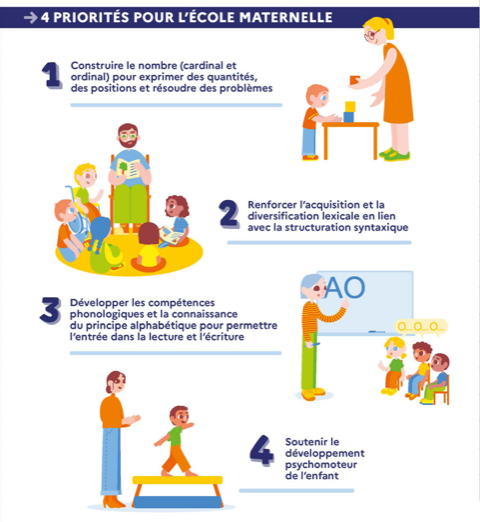 → 4 PRIORITÉS POUR L'ÉCOLE MATERNELLE
1
Construire le nombre (cardinal et
ordinal) pour exprimer des quantités,
des positions et résoudre des problèmes
2
Renforcer l'acquisition et la
diversification lexicale en lien
avec la structuration syntaxique
3
Développer les compétences
phonologiques et la connaissance
du principe alphabétique pour permettre
l'entrée dans la lecture et l'écriture
AO
O...O...O...
4
Soutenir le
développement
psychomoteur
de l'enfant